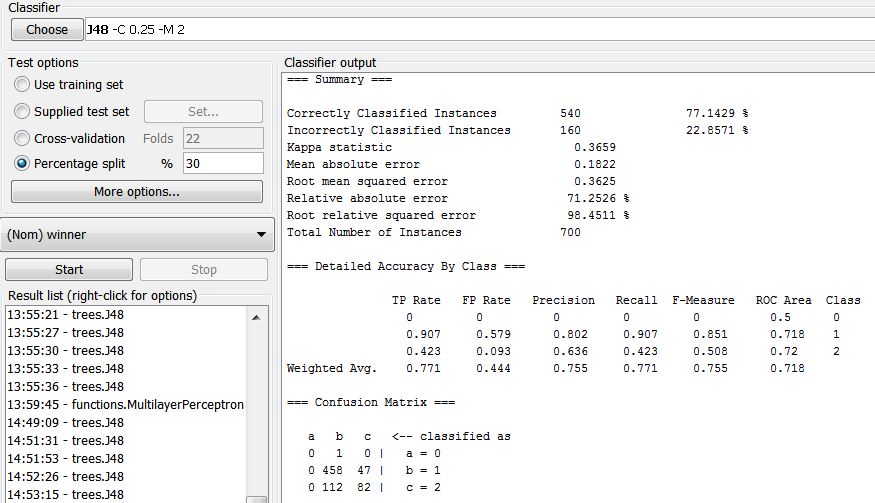 Classifier
Choose J48 -C 0.25 -M 2
Test options
Use training set
Supplied test set Set...
Cross-validation Folds 22
Percentage split % 30
More options...
(Nom) winner
Start Stop
Result list (right-click for options)
13:55:21 - trees.J48
13:55:27 - trees.J48
13:55:30 - trees.J48
13:55:33 - trees.J48
13:55:36 - trees.J48
13:59:45 - functions.MultilayerPerceptron
14:49:09 - trees.J48
14:51:31 - trees.J48
14:51:53 - trees.J48
14:52:26 - trees.J48
14:53:15 - trees.J48
Classifier output
=== Summary ===
Correctly Classified Instances 540 77.1429 %
Incorrectly Classified Instances 160 22.8571 %
Kappa statistic 0.3659
Mean absolute error 0.1822
Root mean squared error 0.3625
Relative absolute error 71.2526 %
Root relative squared error 98.4511 %
Total Number of Instances 700
=== Detailed Accuracy By Class ===
TP Rate FP Rate Precision Recall F-Measure ROC Area Class
0 0 0 0 0 0.5 0
0.907 0.579 0.802 0.907 0.851 0.718 1
0.423 0.093 0.636 0.423 0.508 0.72 2
Weighted Avg. 0.771 0.444 0.755 0.771 0.755 0.718
=== Confusion Matrix ===
a b c <-- classified as
0 1 0 | a = 0
0 458 47 | b = 1
0 112 82 | c = 2